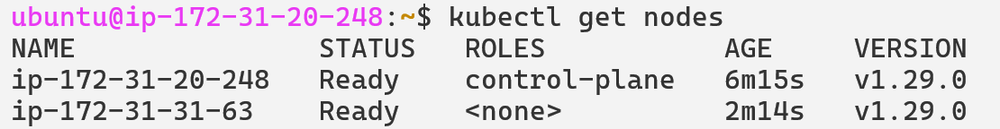 ubuntu@ip-172-31-20-248:~$ kubectl get nodes
NAME               STATUS   ROLES           AGE     VERSION
ip-172-31-20-248   Ready    control-plane   6m15s   v1.29.0
ip-172-31-31-63    Ready    <none>          2m14s   v1.29.0